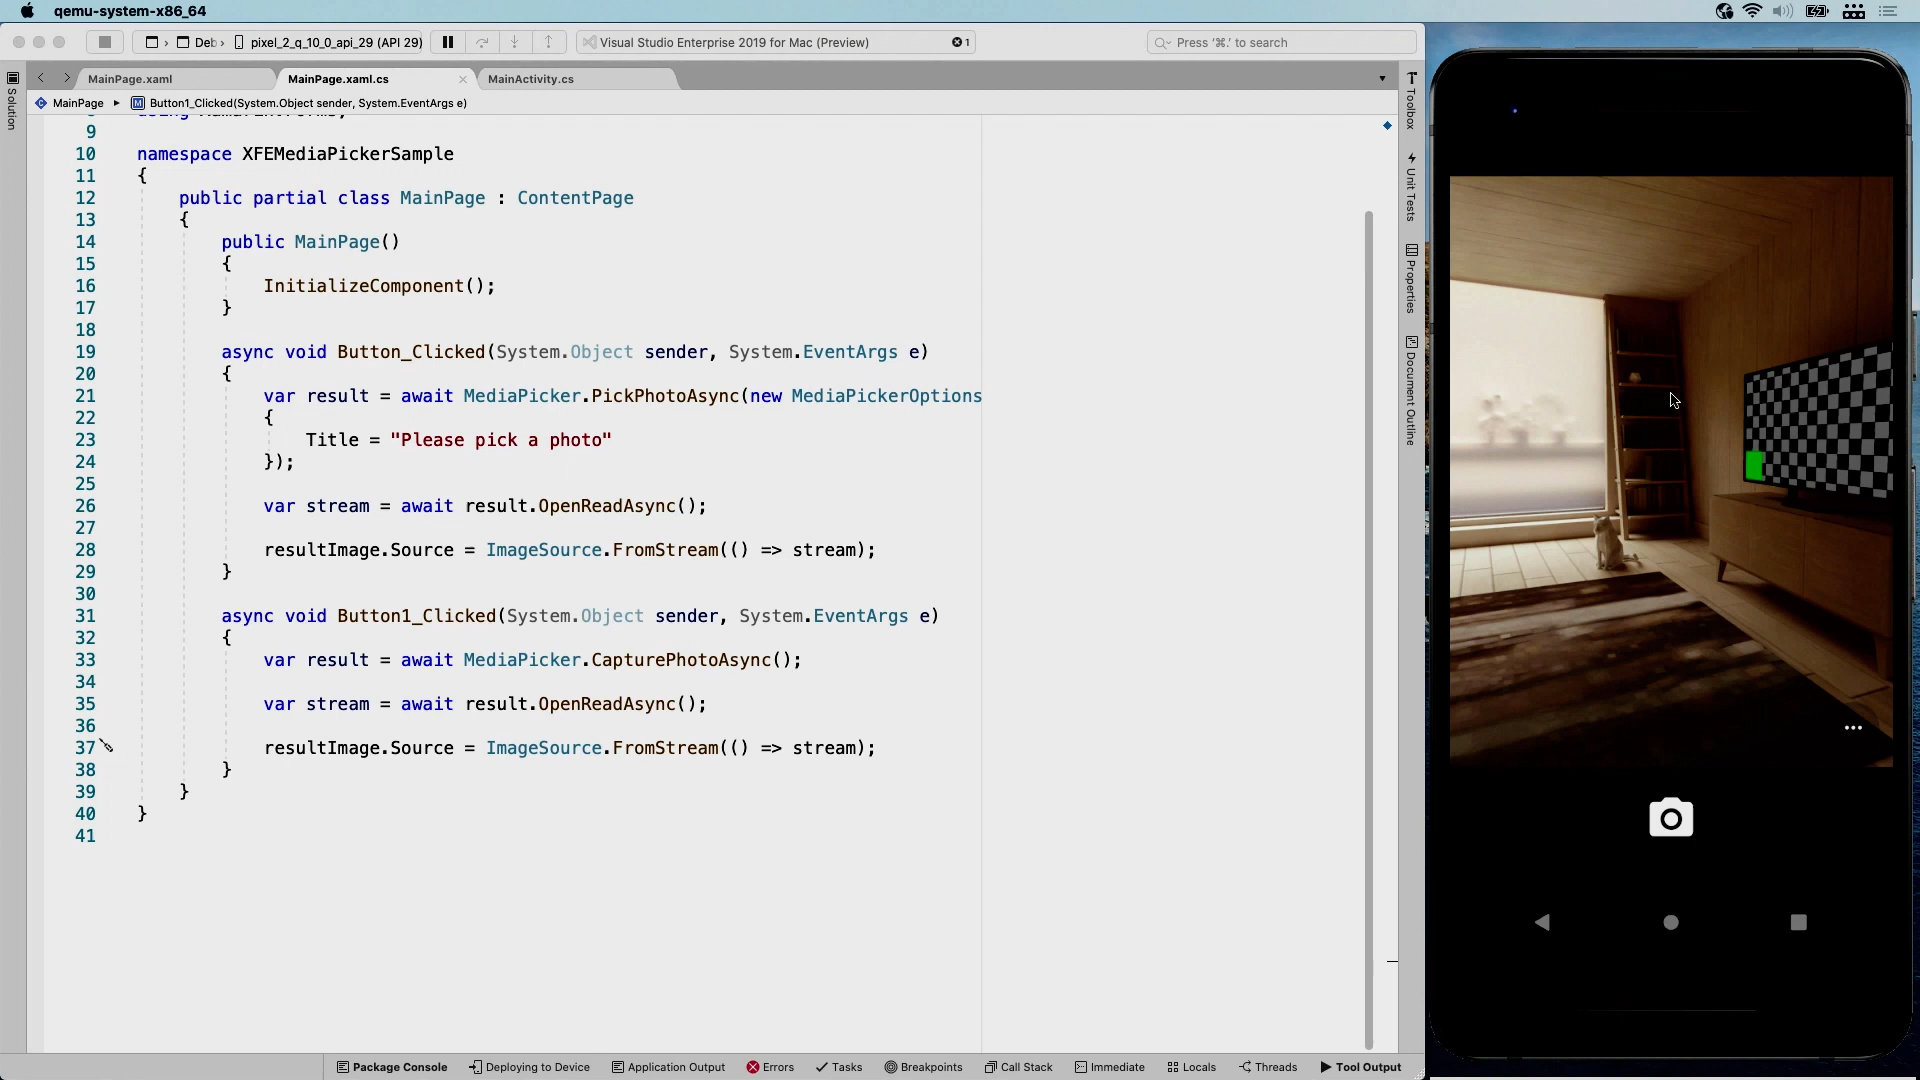 qemu-system-x86_64
Deb
pixel_2_q_10_0_api_29 (API 29)
Visual Studio Enterprise 2019 for Mac (Preview)
1
Press '⌘.' to search
MainPage.xaml
MainPage.xaml.cs
MainActivity.cs
MainPage
Button1_Clicked(System.Object sender, System.EventArgs e)
9
10 namespace XFEMediaPickerSample
11 {
12 public partial class MainPage : ContentPage
13 {
14 public MainPage()
15 {
16 InitializeComponent();
17 }
18
19 async void Button_Clicked(System.Object sender, System.EventArgs e)
20 {
21 var result = await MediaPicker.PickPhotoAsync(new MediaPickerOptions
22 {
23 Title = "Please pick a photo"
24 });
25
26 var stream = await result.OpenReadAsync();
27
28 resultImage.Source = ImageSource.FromStream(() => stream);
29 }
30
31 async void Button1_Clicked(System.Object sender, System.EventArgs e)
32 {
33 var result = await MediaPicker.CapturePhotoAsync();
34
35 var stream = await result.OpenReadAsync();
36
37 resultImage.Source = ImageSource.FromStream(() => stream);
38 }
39 }
40 }
41
Solution
Toolbox
Unit Tests
Properties
Document Outline
Package Console
Deploying to Device
Application Output
Errors
Tasks
Breakpoints
Call Stack
Immediate
Locals
Threads
Tool Output